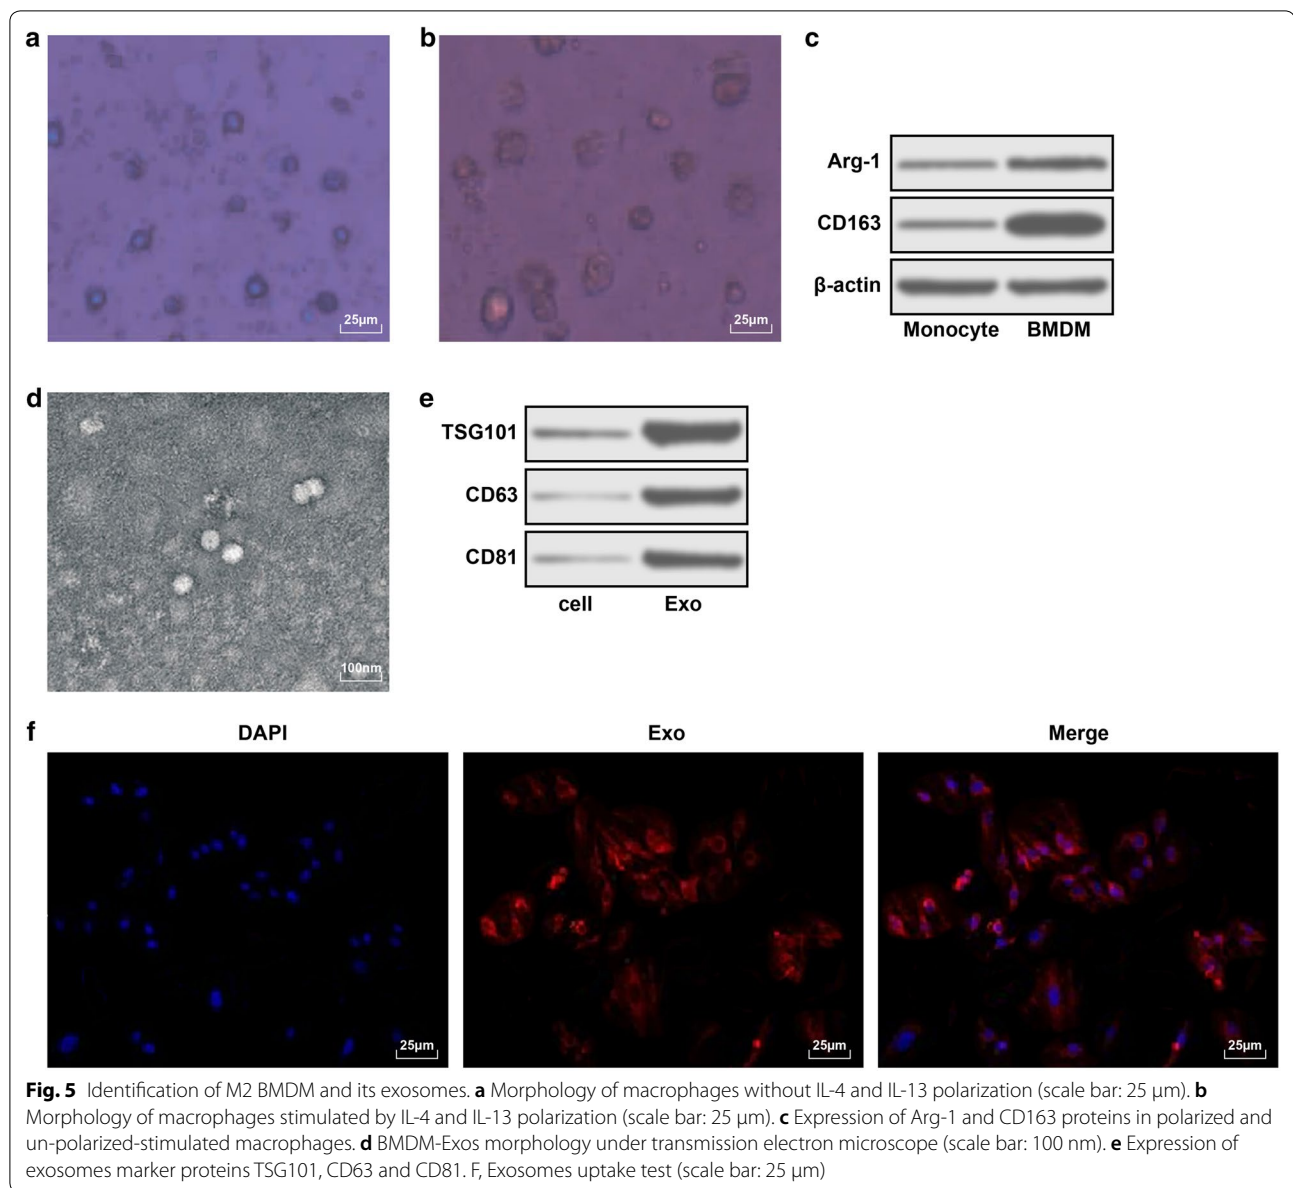 a
b
c
25μm
25μm
Arg-1
CD163
β-actin
Monocyte BMDM
d
e
100nm
TSG101
CD63
CD81
cell Exo
f
DAPI Exo Merge
25μm
25μm
25μm
Fig. 5 Identification of M2 BMDM and its exosomes. a Morphology of macrophages without IL-4 and IL-13 polarization (scale bar: 25 μm). b
Morphology of macrophages stimulated by IL-4 and IL-13 polarization (scale bar: 25 μm). c Expression of Arg-1 and CD163 proteins in polarized and
un-polarized-stimulated macrophages. d BMDM-Exos morphology under transmission electron microscope (scale bar: 100 nm). e Expression of
exosomes marker proteins TSG101, CD63 and CD81. F, Exosomes uptake test (scale bar: 25 μm)